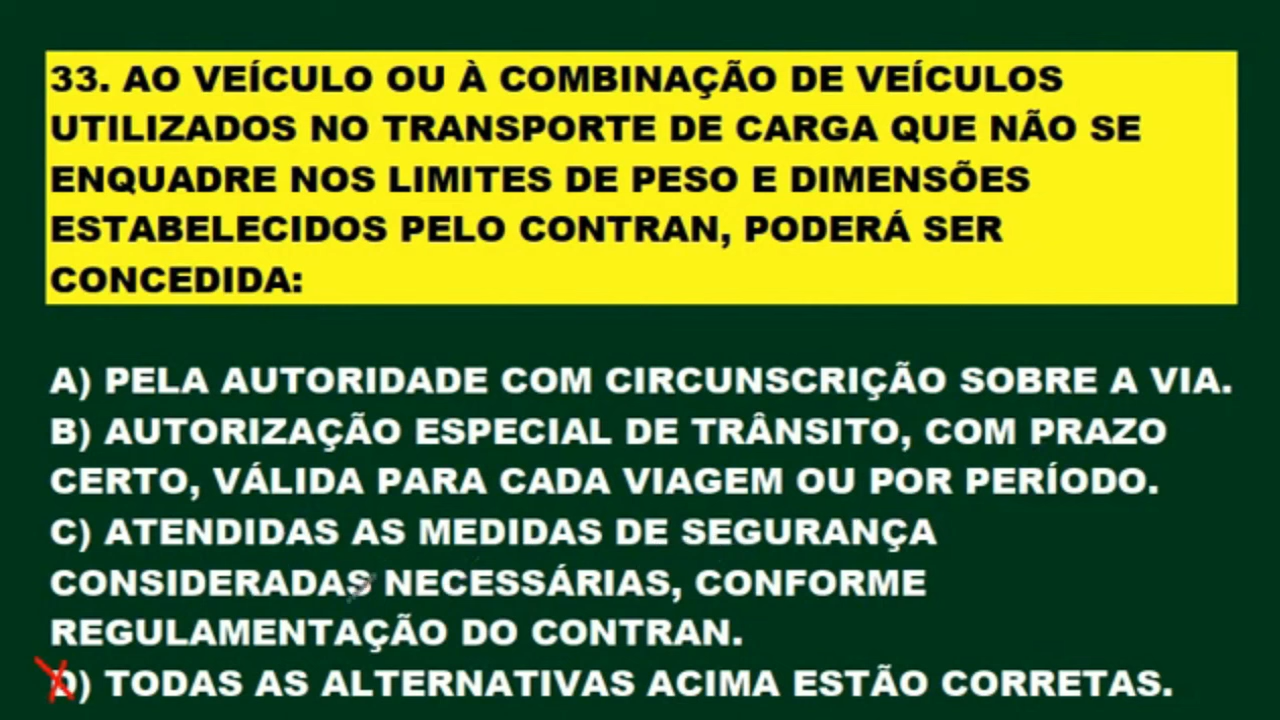 33. AO VEÍCULO OU À COMBINAÇÃO DE VEÍCULOS
UTILIZADOS NO TRANSPORTE DE CARGA QUE NÃO SE
ENQUADRE NOS LIMITES DE PESO E DIMENSÕES
ESTABELECIDOS PELO CONTRAN, PODERÁ SER
CONCEDIDA:
A) PELA AUTORIDADE COM CIRCUNSCRIÇÃO SOBRE A VIA.
B) AUTORIZAÇÃO ESPECIAL DE TRÂNSITO, COM PRAZO
CERTO, VÁLIDA PARA CADA VIAGEM OU POR PERÍODO.
C) ATENDIDAS AS MEDIDAS DE SEGURANÇA
CONSIDERADAS NECESSÁRIAS, CONFORME
REGULAMENTAÇÃO DO CONTRAN.
D) TODAS AS ALTERNATIVAS ACIMA ESTÃO CORRETAS.